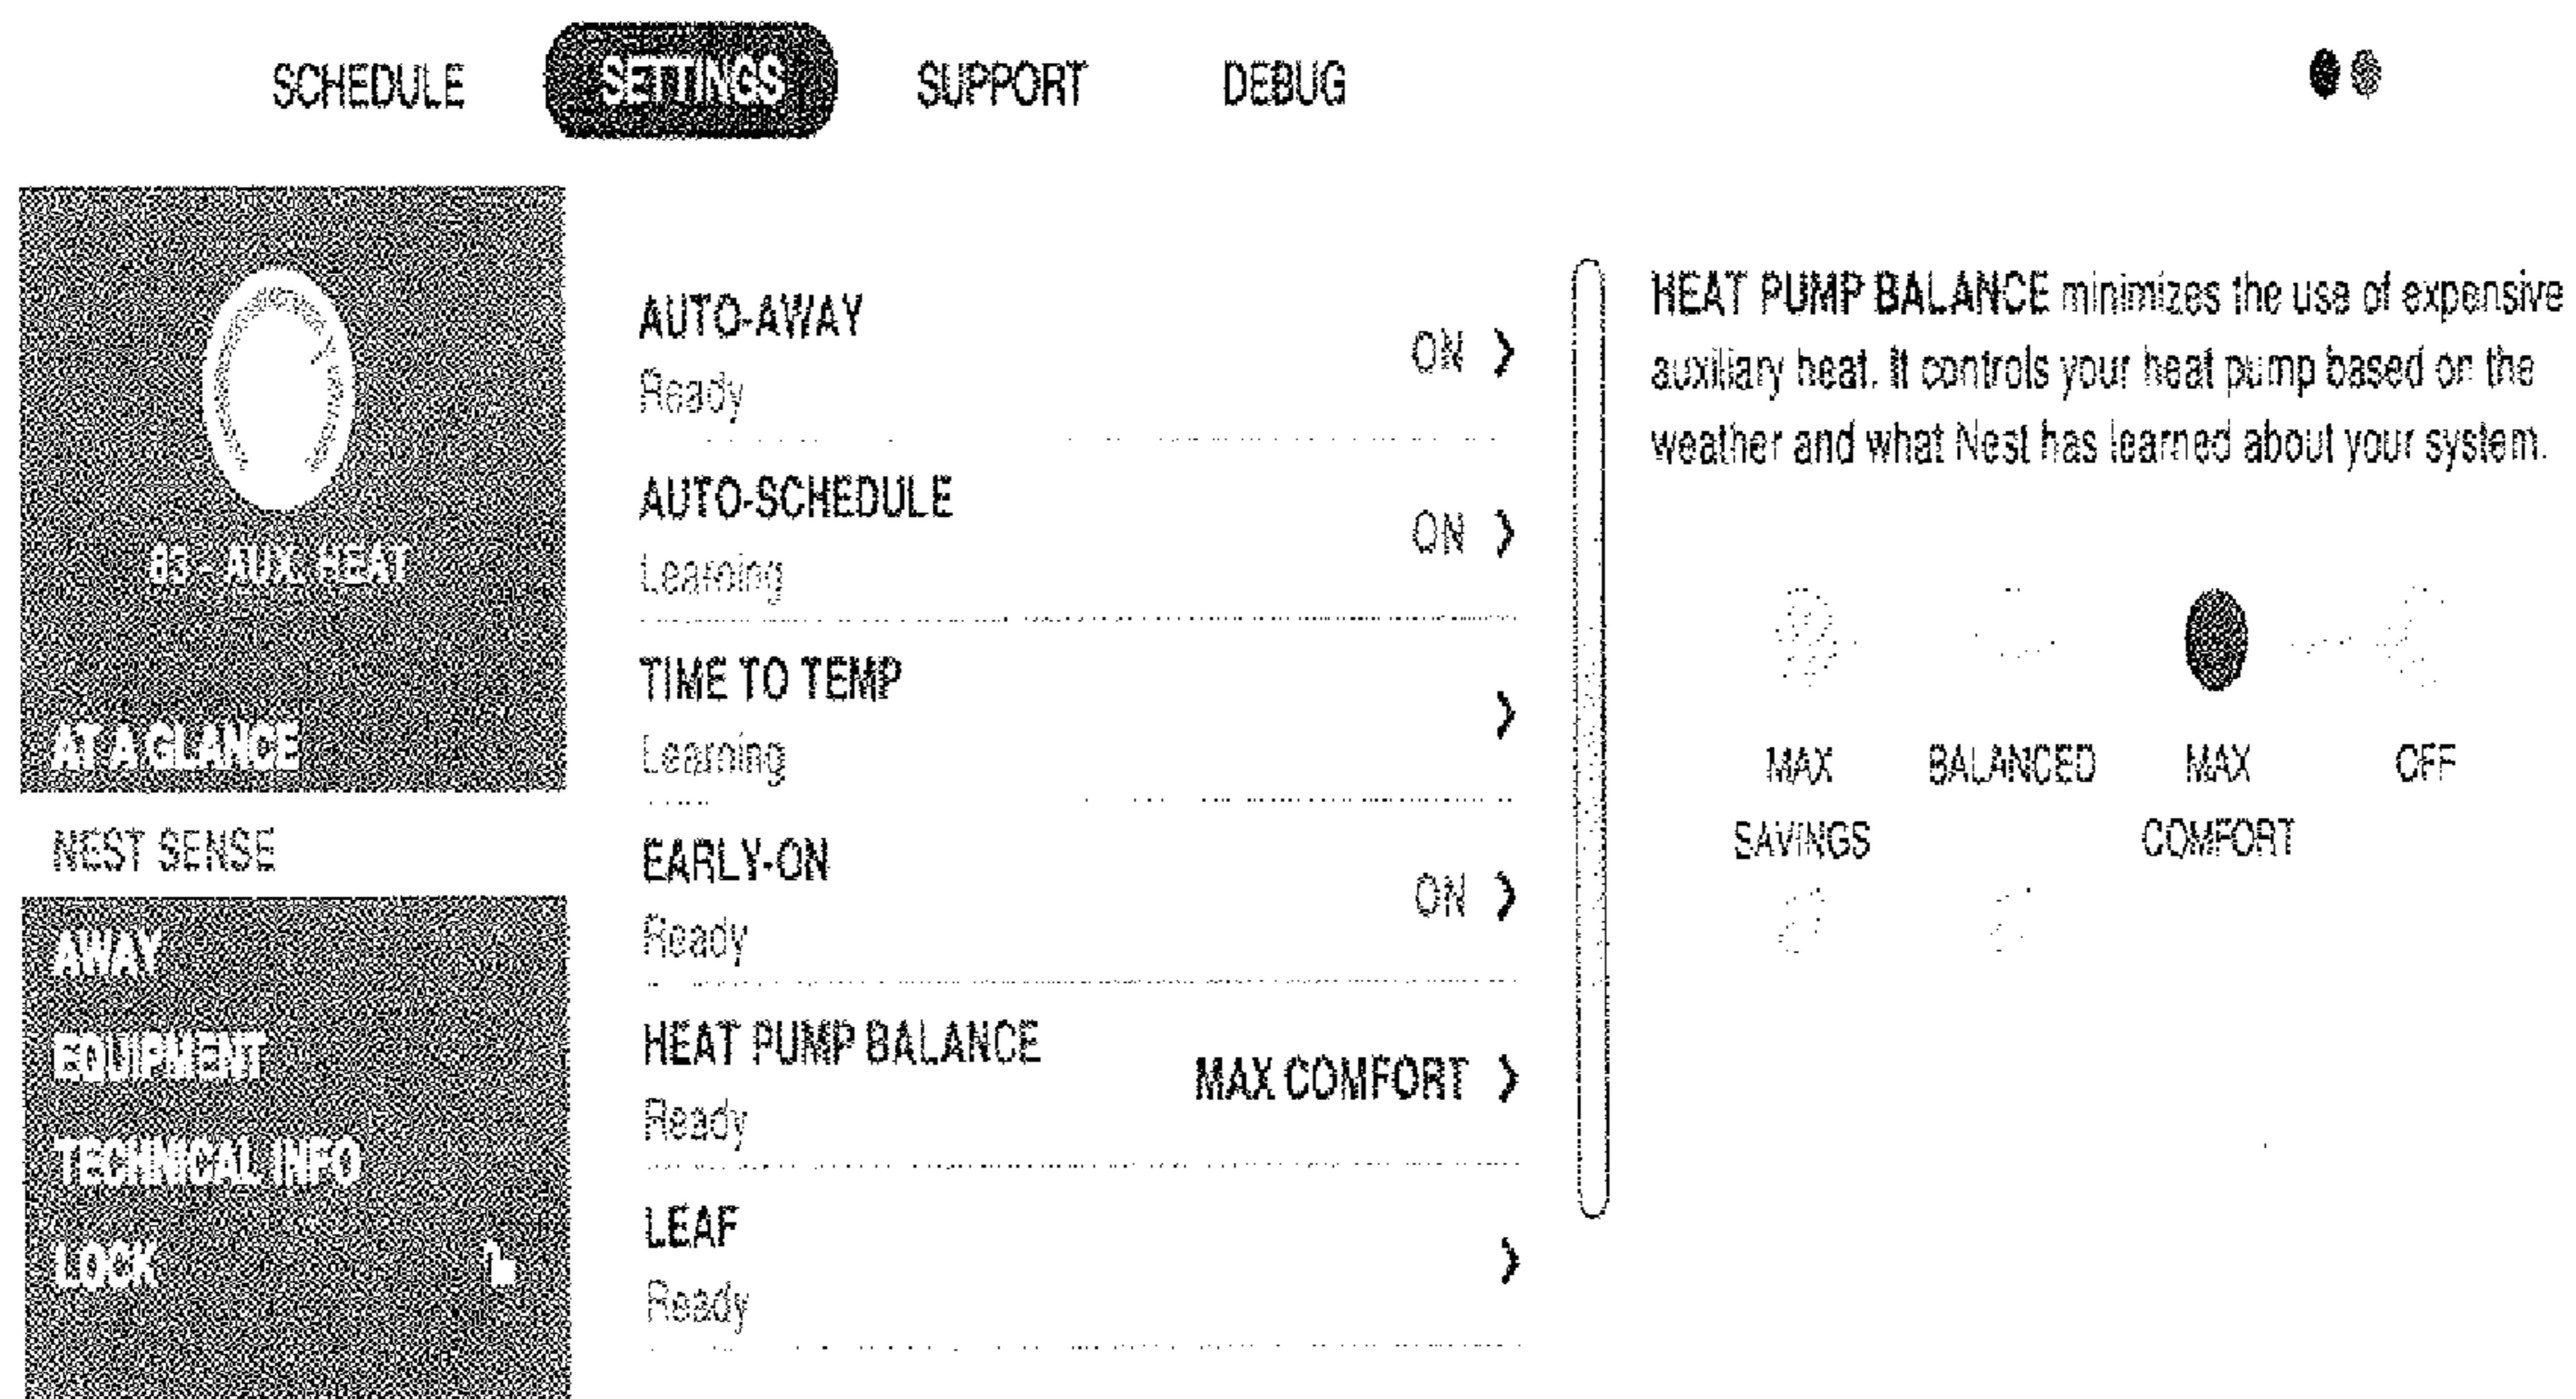 SCHEDULE SETTINGS SUPPORT DEBUG
83 - AUX. HEAT
AT A GLANCE
NEST SENSE
AWAY
EQUIPMENT
TECHNICAL INFO
LOCK
AUTO-AWAY
Ready
ON
AUTO-SCHEDULE
Learning
ON
TIME TO TEMP
Learning
EARLY-ON
Ready
ON
HEAT PUMP BALANCE
Ready
MAX COMFORT
LEAF
Ready
HEAT PUMP BALANCE minimizes the use of expensive
auxiliary heat. It controls your heat pump based on the
weather and what Nest has learned about your system.
MAX BALANCED MAX OFF
SAVINGS COMFORT